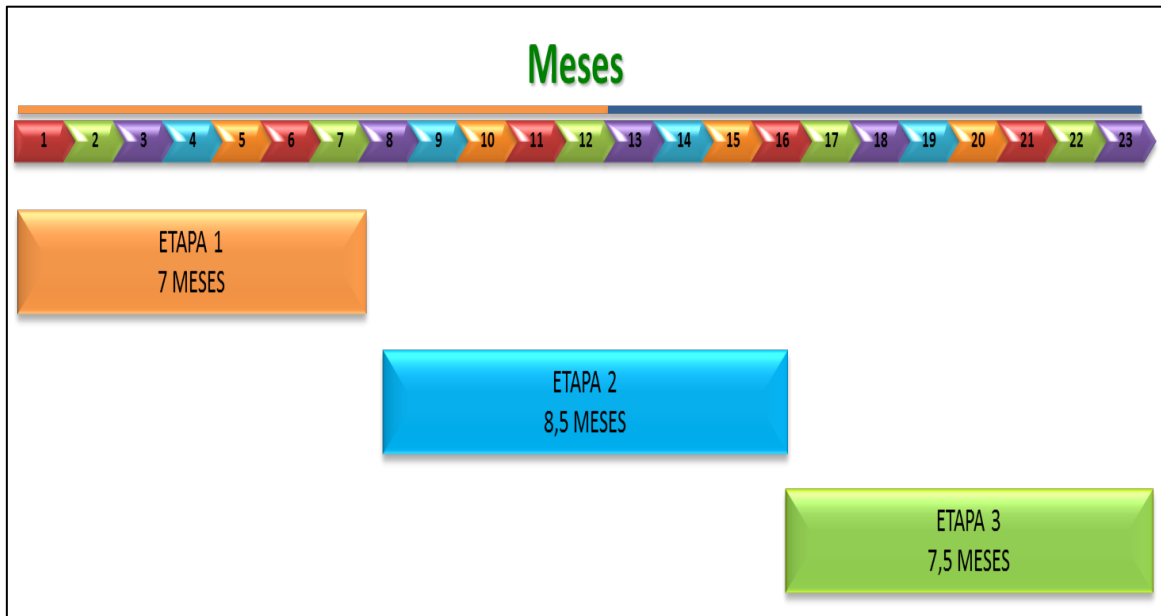 Meses
1 2 3 4 5 6 7 8 9 10 11 12 13 14 15 16 17 18 19 20 21 22 23
ETAPA 1
7 MESES
ETAPA 2
8,5 MESES
ETAPA 3
7,5 MESES